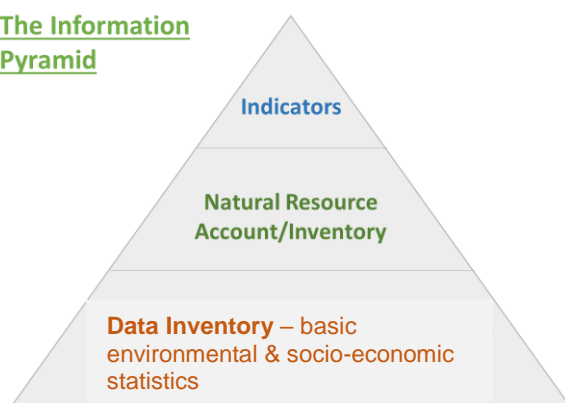 The Information
Pyramid
Indicators
Natural Resource
Account/Inventory
Data Inventory – basic
environmental & socio-economic
statistics